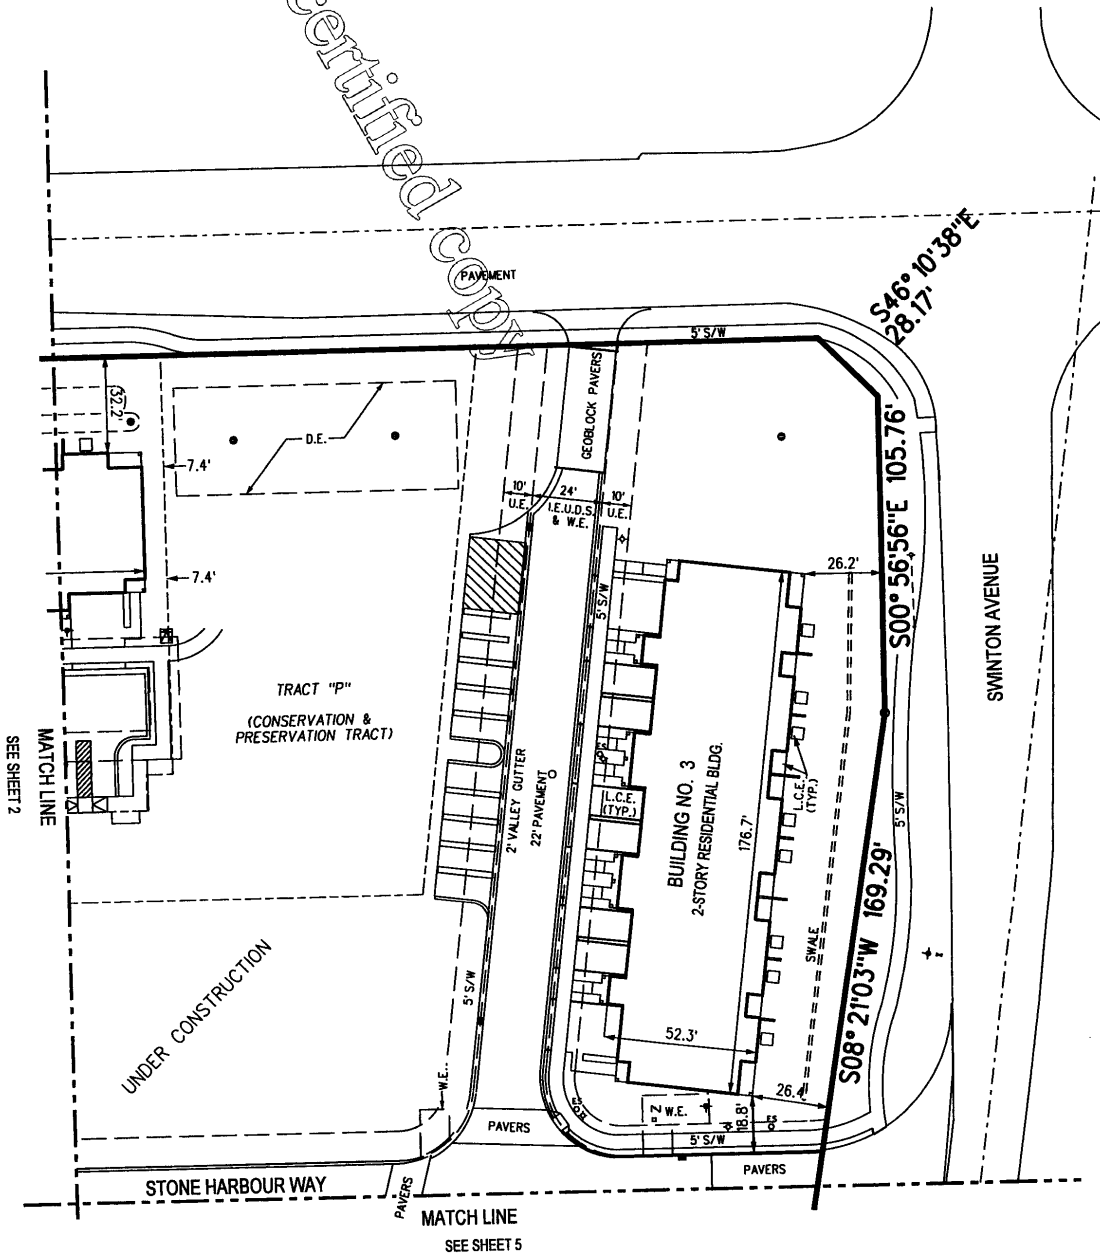 certified copy
PAVEMENT
S46° 10'38"E
28.17'
5' S/W
GEOBLOCK PAVERS
32.2'
D.E.
7.4'
10'
U.E.
24'
I.E.U.D.S.
& W.E.
10'
U.E.
S00° 56'56"E 105.76'
26.2'
7.4'
5' S/W
SWINTON AVENUE
TRACT "P"
(CONSERVATION &
PRESERVATION TRACT)
MATCH LINE
SEE SHEET 2
2' VALLEY GUTTER
22' PAVEMENT
ES
L.C.E.
(TYP.)
BUILDING NO. 3
2-STORY RESIDENTIAL BLDG.
176.7'
L.C.E.
(TYP.)
5' S/W
SWALE
S08° 21'03"W 169.29'
UNDER CONSTRUCTION
5' S/W
52.3'
26.4'
W.E.
ES
W.E.
18.8'
ES
PAVERS
5' S/W
PAVERS
STONE HARBOUR WAY
PAVERS
MATCH LINE
SEE SHEET 5